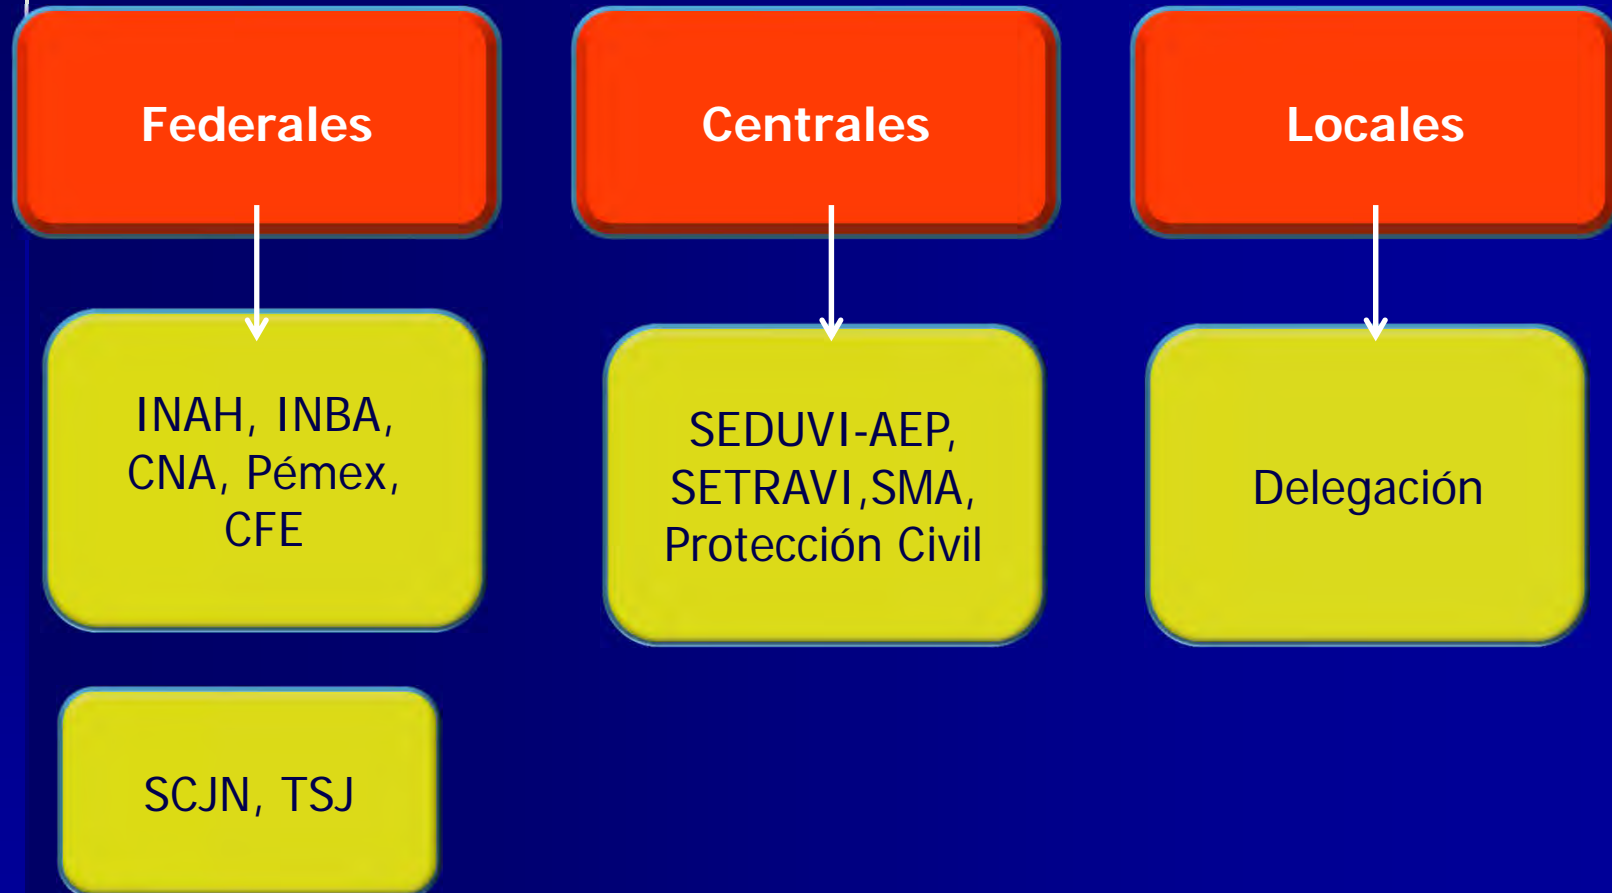 Federales
Centrales
Locales
INAH, INBA,
CNA, Pémex,
CFE
SEDUVI-AEP,
SETRAVI,SMA,
Protección Civil
Delegación
SCJN, TSJ